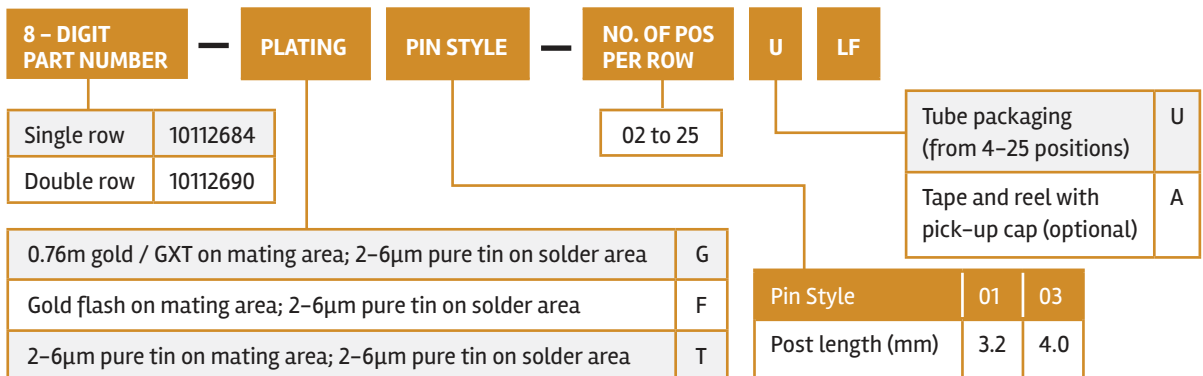 8 – DIGIT
PART NUMBER
— PLATING
PIN STYLE —
NO. OF POS
PER ROW
U
LF
Single row 10112684
Double row 10112690
02 to 25
Tube packaging
(from 4–25 positions) U
Tape and reel with
pick–up cap (optional) A
0.76m gold / GXT on mating area; 2–6μm pure tin on solder area G
Gold flash on mating area; 2–6μm pure tin on solder area F
2–6μm pure tin on mating area; 2–6μm pure tin on solder area T
Pin Style 01 03
Post length (mm) 3.2 4.0